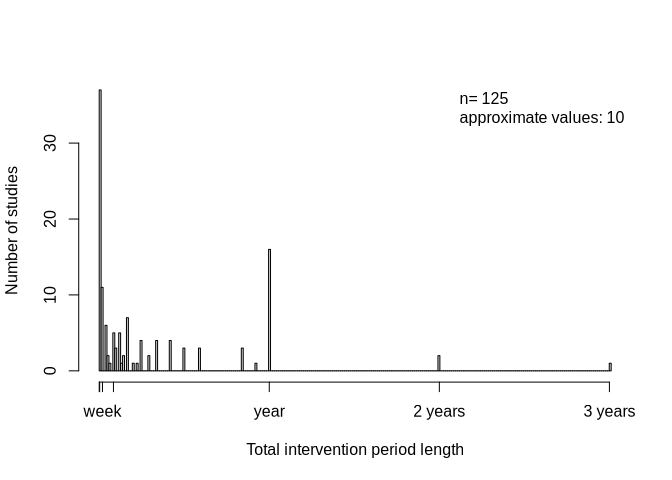 n= 125
approximate values: 10
Number of studies
30
20
10
0
week year 2 years 3 years
Total intervention period length